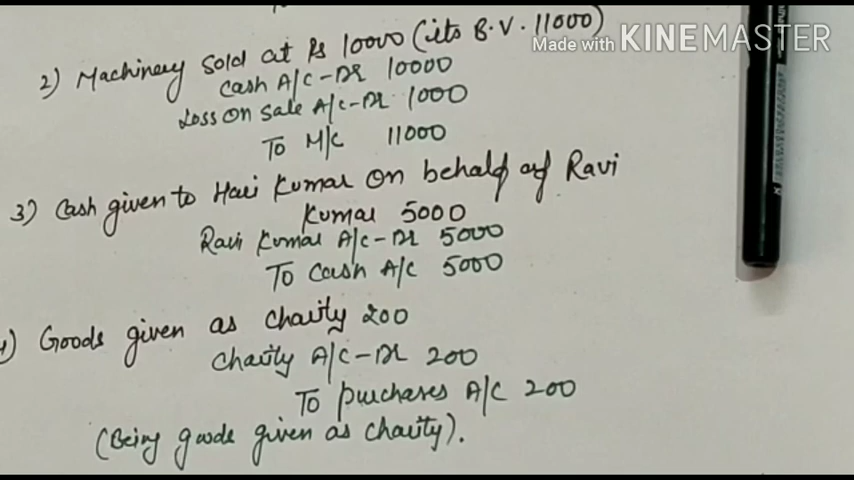 Made with KINEMASTER
2) Machinery sold at Rs 10000 (its B.V. 11000)
Cash A/C-DR 10000
Loss on sale A/C-DR 1000
To M/C 11000
3) Cash given to Hari Kumar on behalf of Ravi
Kumar 5000
Ravi Kumar A/C-DR 5000
To Cash A/C 5000
4) Goods given as charity 200
Charity A/C-DR 200
To purchases A/C 200
(Being goods given as charity).